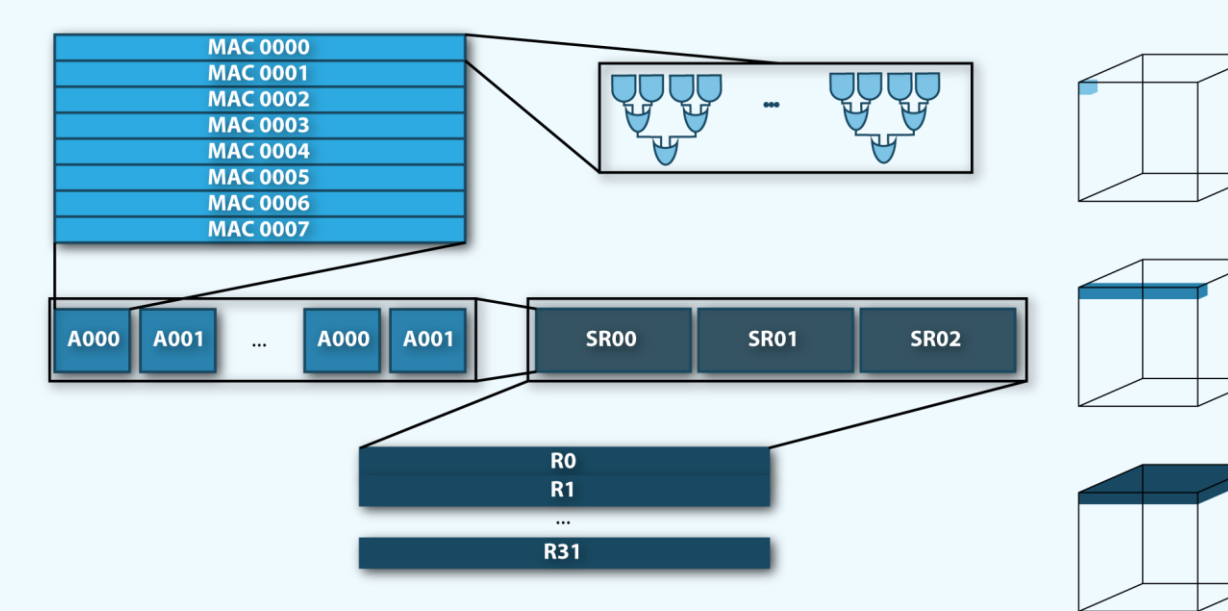 MAC 0000
MAC 0001
MAC 0002
MAC 0003
MAC 0004
MAC 0005
MAC 0006
MAC 0007
...
A000 A001 ... A000 A001
SR00 SR01 SR02
R0
R1
...
R31